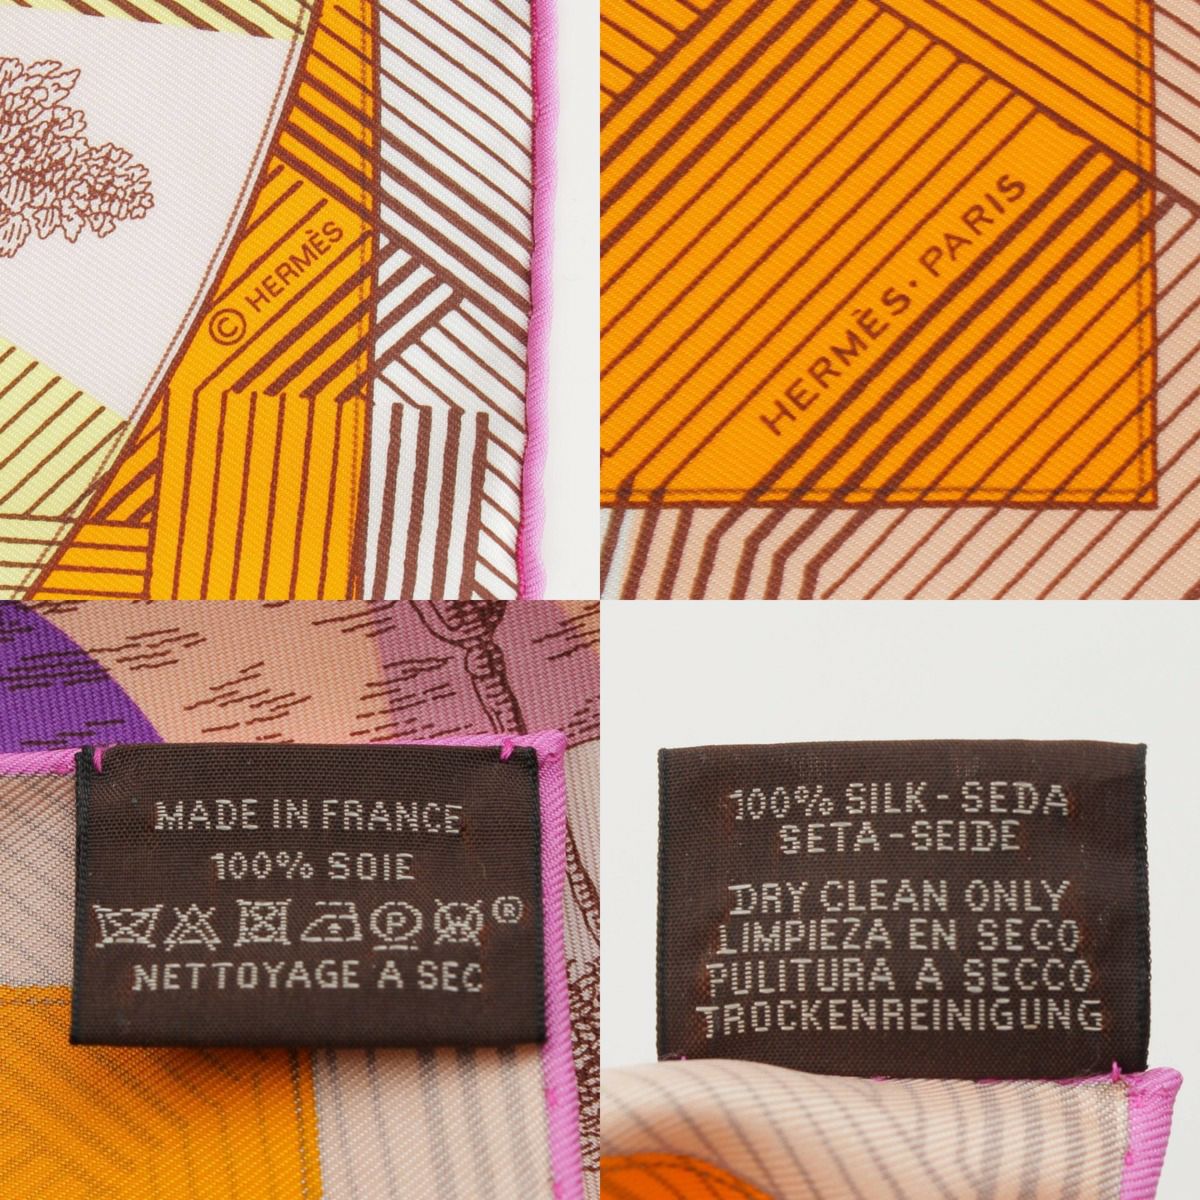 © HERMÈS
HERMÈS·PARIS
MADE IN FRANCE
100% SOIE
P
®
NETTOYAGE A SEC
100% SILK-SEDA
SETA-SEIDE
DRY CLEAN ONLY
LIMPIEZA EN SECO
PULITURA A SECCO
TROCKENREINIGUNG